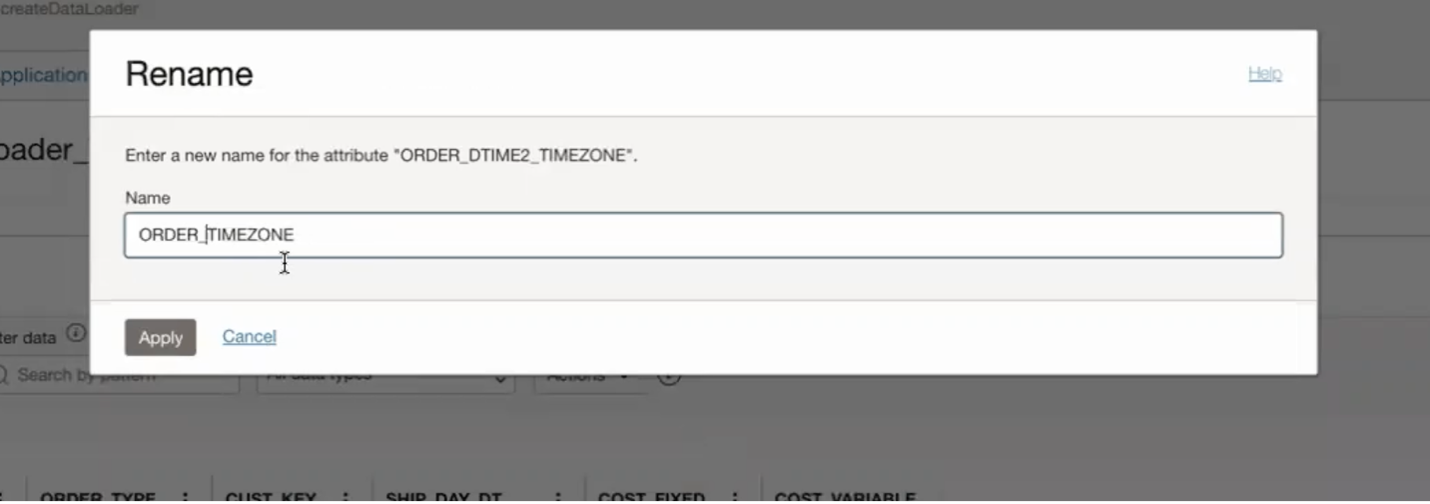 createDataLoader
Rename
Help
pplication
oader_
Enter a new name for the attribute "ORDER_DTIME2_TIMEZONE".
Name
ORDER_TIMEZONE
Apply
Cancel
ter data
Search by pattern
All data types
Actions
ORDER_TYPE
CUST_KEY
SHIP_DAY_DT
COST_FIXED
COST_VARIABLE